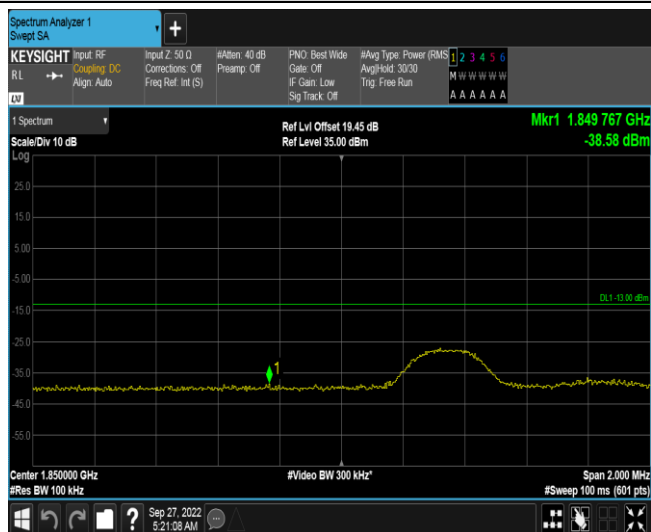 Spectrum Analyzer 1
Swept SA
+
KEYSIGHT
RL
LXI
Input: RF
Coupling: DC
Align: Auto
Input Z: 50 Ω
Corrections: Off
Freq Ref: Int (S)
#Atten: 40 dB
Preamp: Off
PNO: Best Wide
Gate: Off
IF Gain: Low
Sig Track: Off
#Avg Type: Power (RMS
Avg|Hold: 30/30
Trig: Free Run
1 2 3 4 5 6
M W W W W W
A A A A A A
1 Spectrum
Scale/Div 10 dB
Log
Ref Lvl Offset 19.45 dB
Ref Level 35.00 dBm
Mkr1 1.849 767 GHz
-38.58 dBm
25.0
15.0
5.00
-5.00
DL1 -13.00 dBm
-15.0
-25.0
-35.0
1
-45.0
-55.0
Center 1.850000 GHz
#Res BW 100 kHz
#Video BW 300 kHz*
Span 2.000 MHz
#Sweep 100 ms (601 pts)
?
Sep 27, 2022
5:21:08 AM